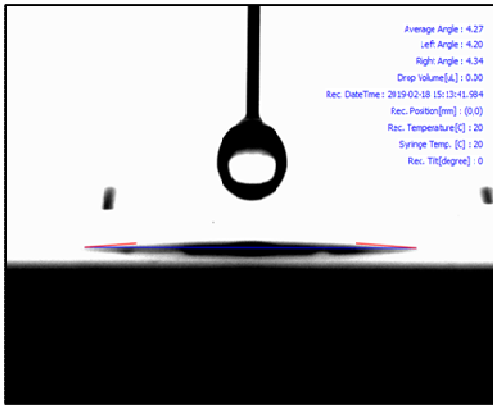 Average Angle : 4.27
Left Angle : 4.20
Right Angle : 4.34
Drop Volume[uL] : 0.00
Rec. DateTime : 2019-02-18 15:13:41.984
Rec. Position[mm] : (0,0)
Rec. Temperature[C] : 20
Syringe Temp. [C] : 20
Rec. Tilt[degree] : 0